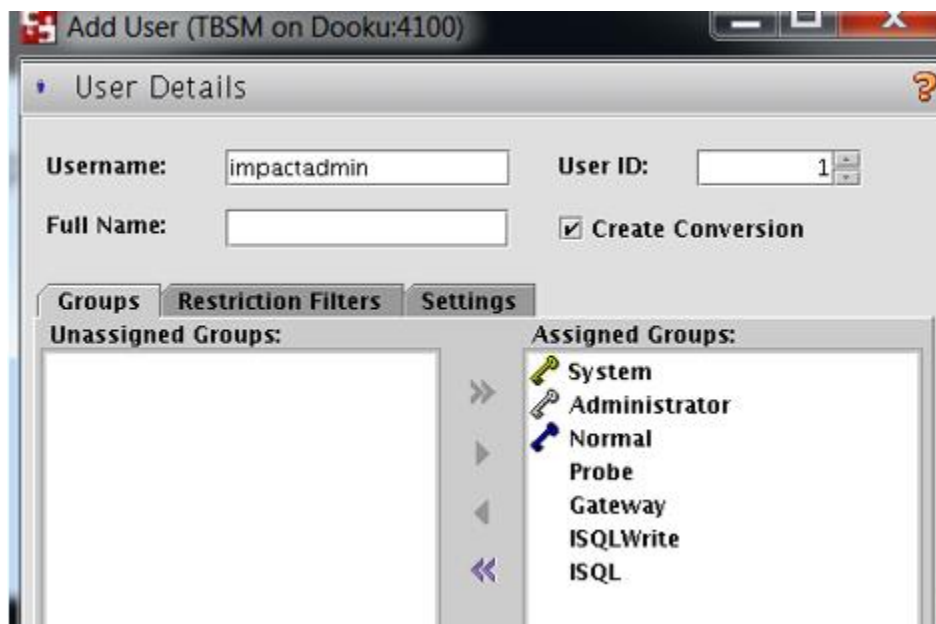 Add User (TBSM on Dooku:4100)
User Details
Username: impactadmin User ID: 1
Full Name: Create Conversion
Groups Restriction Filters Settings
Unassigned Groups: Assigned Groups:
System
Administrator
Normal
Probe
Gateway
ISQLWrite
ISQL